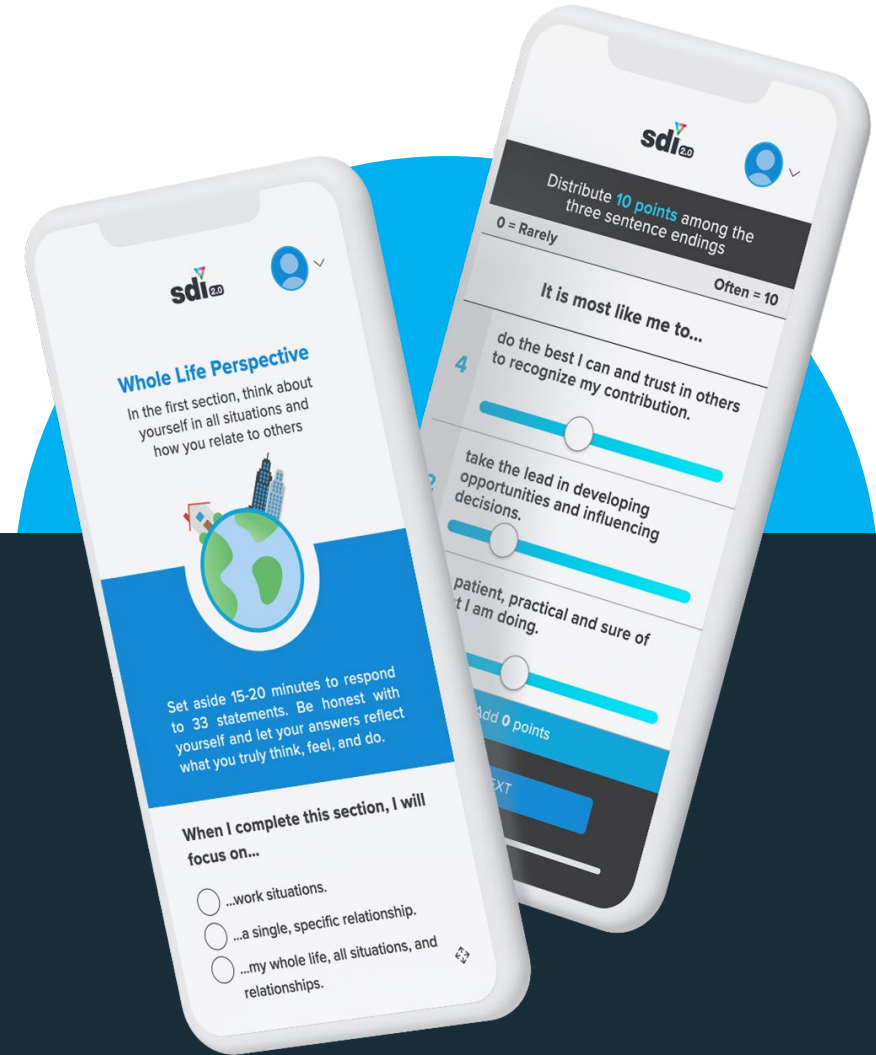 sdi 2.0
Whole Life Perspective
In the first section, think about
yourself in all situations and
how you relate to others
Set aside 15-20 minutes to respond
to 33 statements. Be honest with
yourself and let your answers reflect
what you truly think, feel, and do.
When I complete this section, I will
focus on...
...work situations.
...a single, specific relationship.
...my whole life, all situations, and
relationships.
sdi 2.0
Distribute 10 points among the
three sentence endings
0 = Rarely
Often = 10
It is most like me to...
4
do the best I can and trust in others
to recognize my contribution.
take the lead in developing
opportunities and influencing
decisions.
patient, practical and sure of
I am doing.
Add 0 points